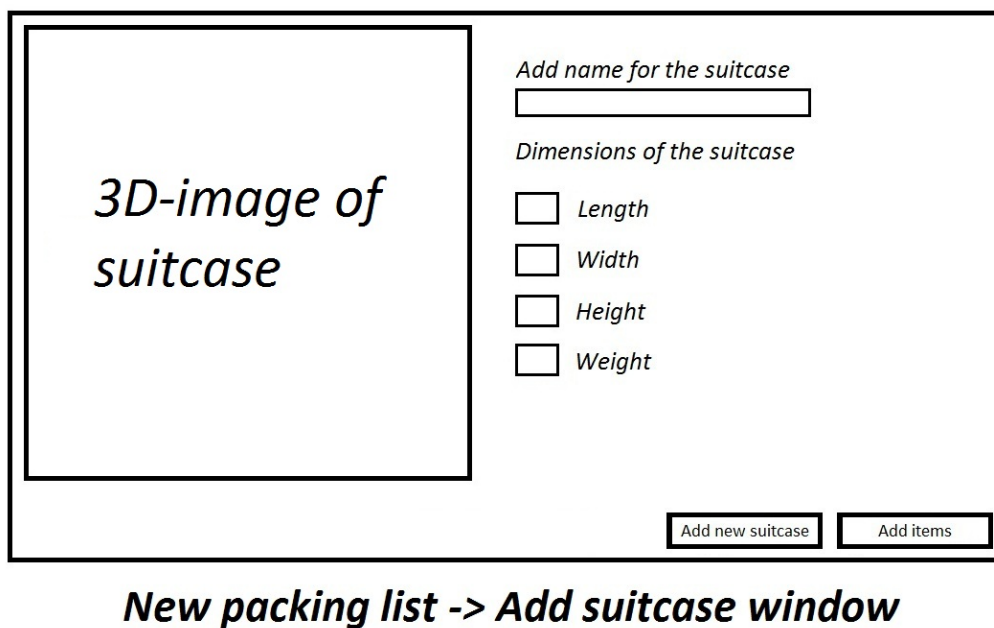 3D-image of
suitcase
Add name for the suitcase
Dimensions of the suitcase
Length
Width
Height
Weight
Add new suitcase
Add items
New packing list -> Add suitcase window